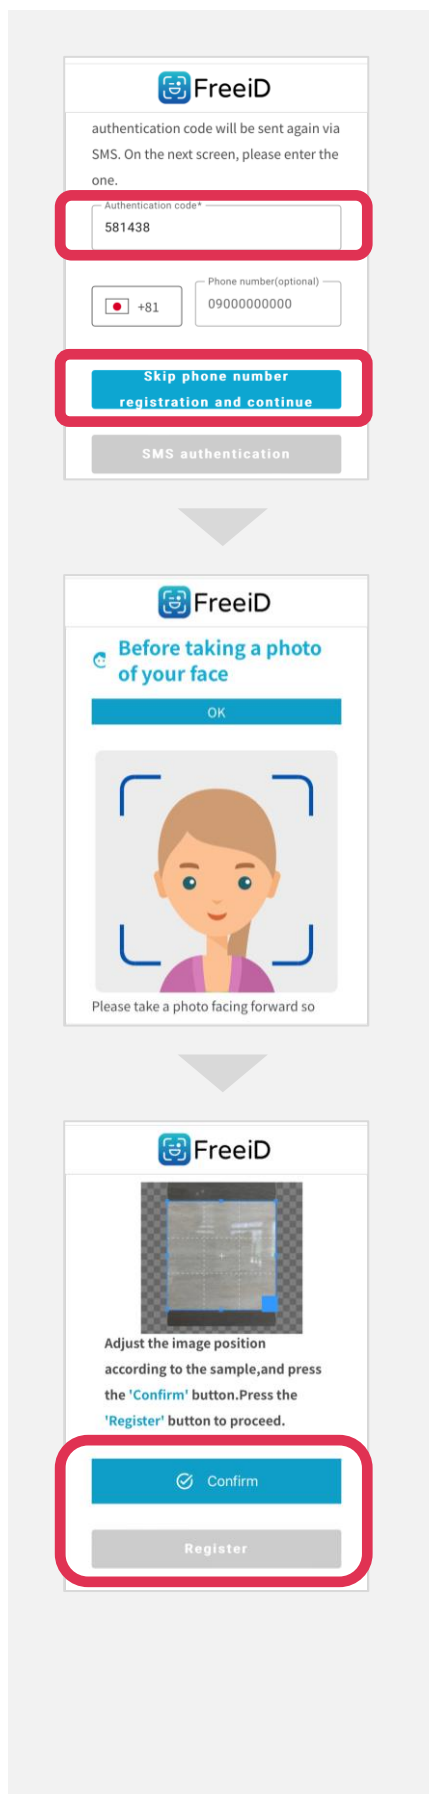 FreeiD
authentication code will be sent again via
SMS. On the next screen, please enter the
one.
Authentication code*
581438
Phone number(optional)
+81
09000000000
Skip phone number
registration and continue
SMS authentication
FreeiD
Before taking a photo
of your face
OK
Please take a photo facing forward so
FreeiD
Adjust the image position
according to the sample,and press
the 'Confirm' button.Press the
'Register' button to proceed.
Confirm
Register